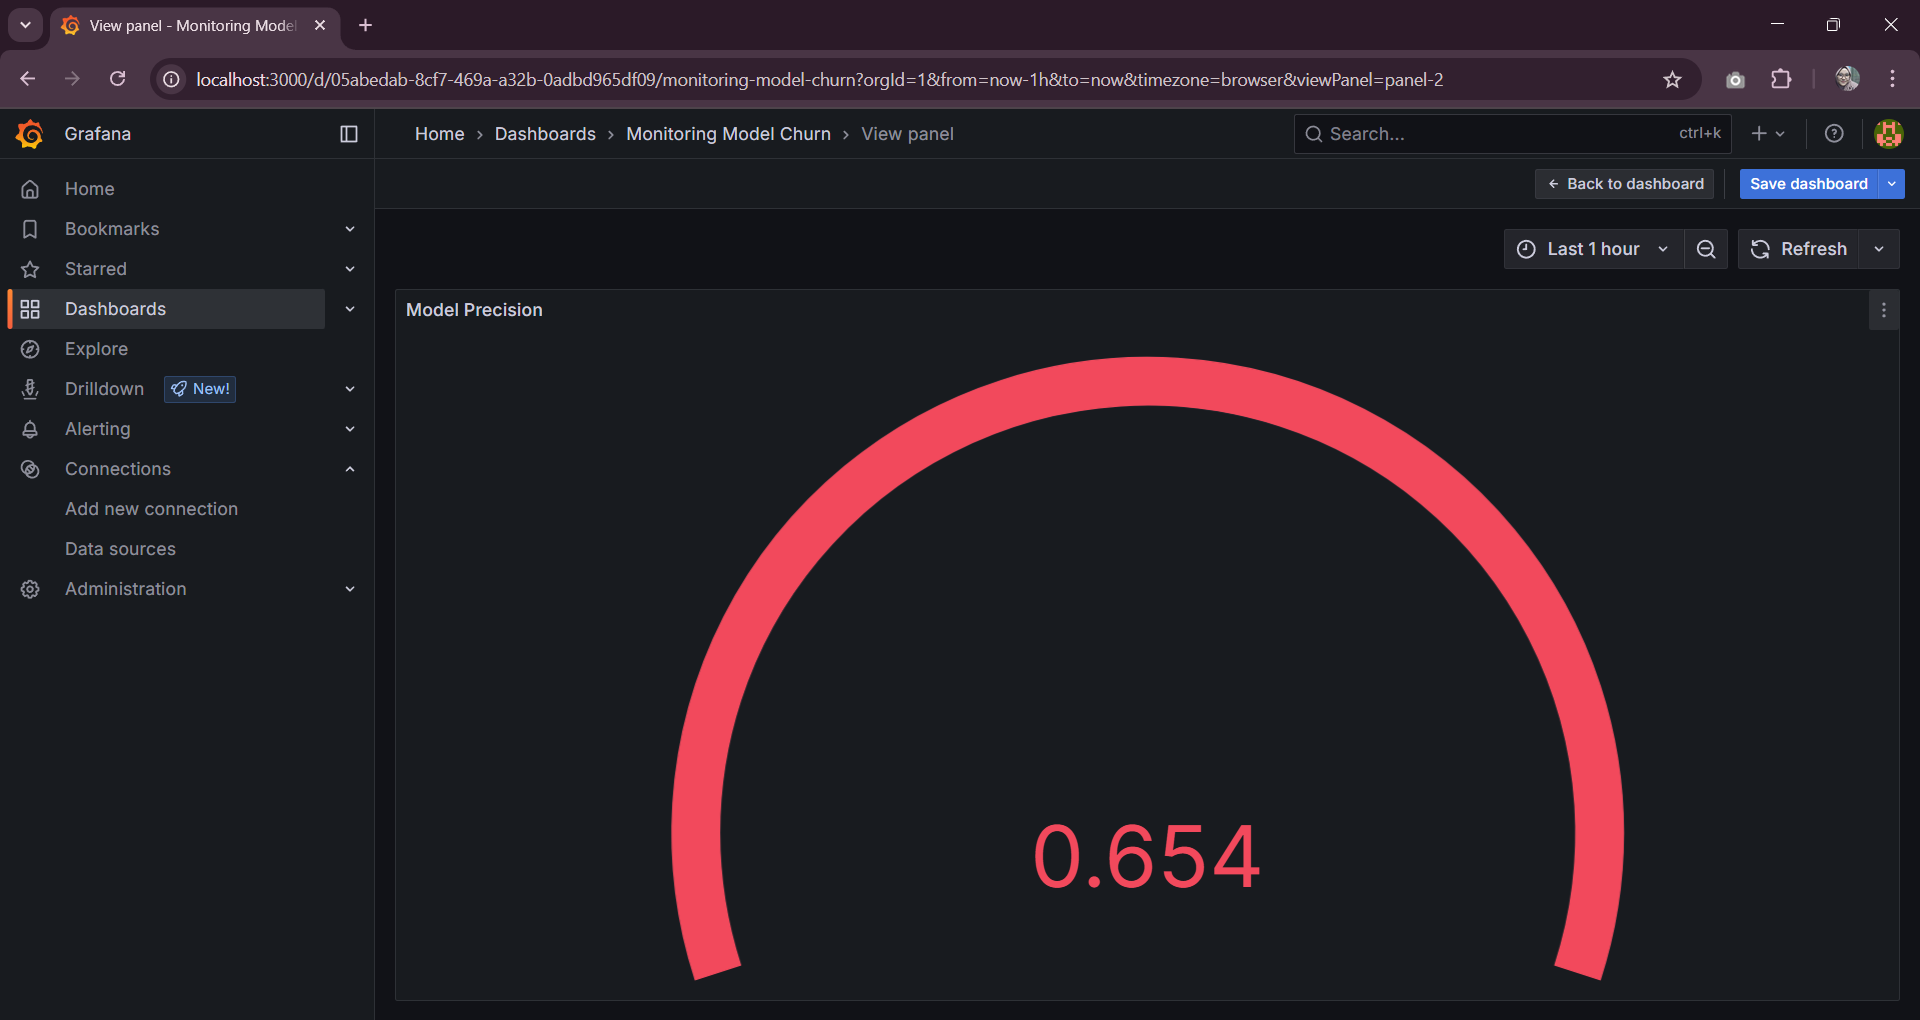 View panel - Monitoring Model
localhost:3000/d/05abedab-8cf7-469a-a32b-0adbd965df09/monitoring-model-churn?orgId=1&from=now-1h&to=now&timezone=browser&viewPanel=panel-2
Grafana
Home › Dashboards › Monitoring Model Churn › View panel
Search... ctrl+k
← Back to dashboard
Save dashboard
Home
Bookmarks
Starred
Dashboards
Explore
Drilldown New!
Alerting
Connections
Add new connection
Data sources
Administration
Last 1 hour
Refresh
Model Precision
0.654